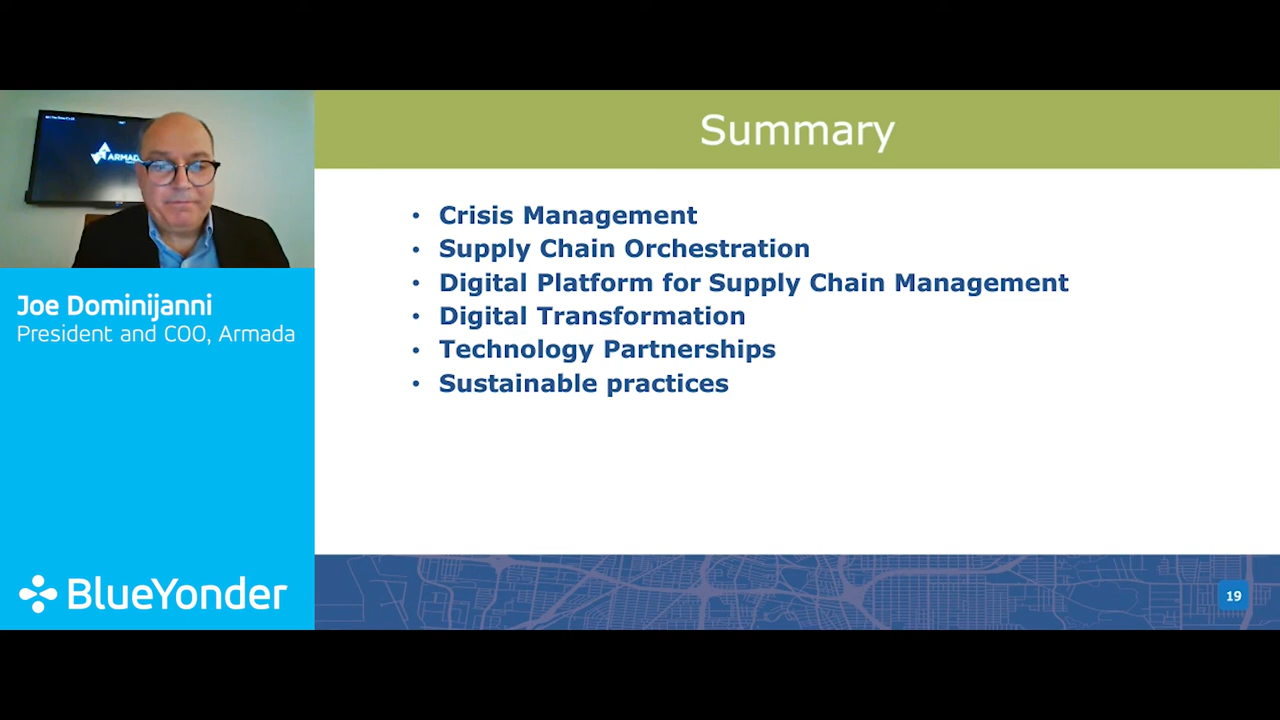 Summary
• Crisis Management
• Supply Chain Orchestration
• Digital Platform for Supply Chain Management
• Digital Transformation
• Technology Partnerships
• Sustainable practices
Joe Dominijanni
President and COO, Armada
BlueYonder
19